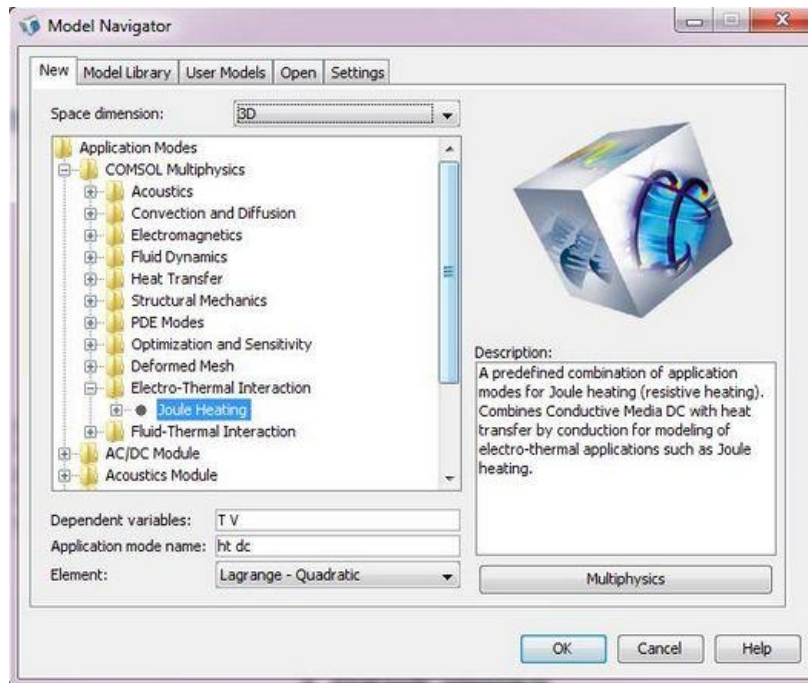 Model Navigator
New Model Library User Models Open Settings
Space dimension: 3D
Application Modes
COMSOL Multiphysics
Acoustics
Convection and Diffusion
Electromagnetics
Fluid Dynamics
Heat Transfer
Structural Mechanics
PDE Modes
Optimization and Sensitivity
Deformed Mesh
Electro-Thermal Interaction
Joule Heating
Fluid-Thermal Interaction
AC/DC Module
Acoustics Module
Dependent variables: T V
Application mode name: ht dc
Element: Lagrange - Quadratic
Description:
A predefined combination of application
modes for Joule heating (resistive heating).
Combines Conductive Media DC with heat
transfer by conduction for modeling of
electro-thermal applications such as Joule
heating.
Multiphysics
OK Cancel Help